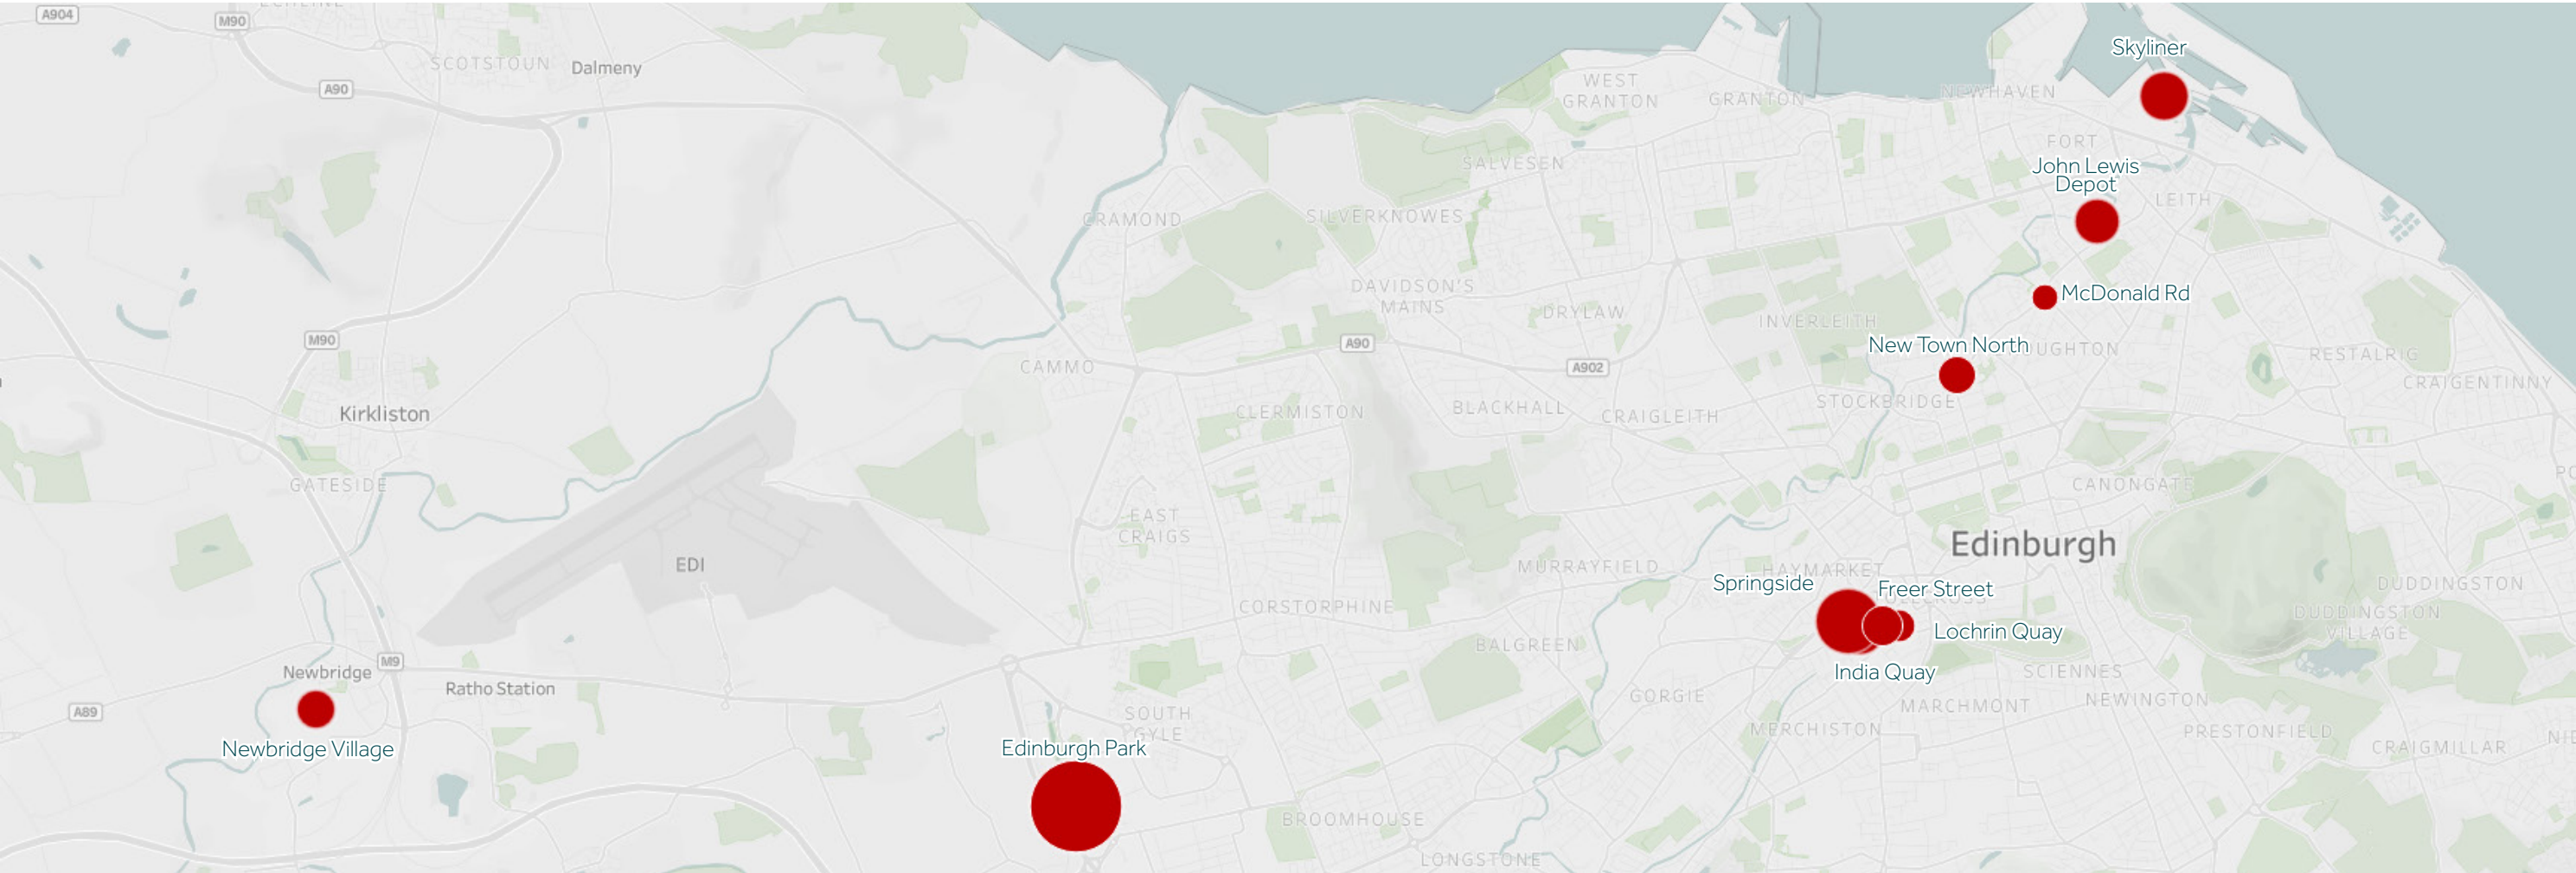 A904
M90
SCOTSTOUN
Dalmeny
A90
WEST
GRANTON
GRANTON
NEWHAVEN
Skyliner
FORT
John Lewis
Depot
LEITH
SALVESEN
CRAMOND
SILVERKNOWES
DAVIDSON'S
MAINS
DRYLAW
INVERLEITH
McDonald Rd
New Town North
M90
A90
A902
CAMMO
RESTALRIG
CRAIGENTINNY
Kirkliston
CLERMISTON
BLACKHALL
CRAIGLEITH
STOCKBRIDGE
GATESIDE
CANONGATE
EAST
CRAIGS
Edinburgh
EDI
MURRAYFIELD
HAYMARKET
Springside
Freer Street
DUDDINGSTON
CORSTORPHINE
DUDDINGSTON
VILLAGE
Lochrin Quay
BALGREEN
India Quay
SCIENNES
Newbridge
M9
Ratho Station
GORGIE
MARCHMONT
NEWINGTON
A89
SOUTH
GYLE
MERCHISTON
PRESTONFIELD
CRAIGMILLAR
Newbridge Village
Edinburgh Park
BROOMHOUSE
LONGSTONE